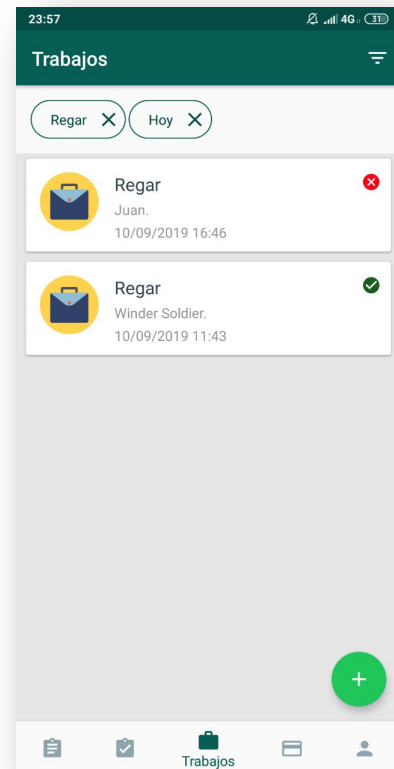 23:57 4G 31
Trabajos
Regar Hoy
Regar
Juan.
10/09/2019 16:46
Regar
Winder Soldier.
10/09/2019 11:43
Trabajos